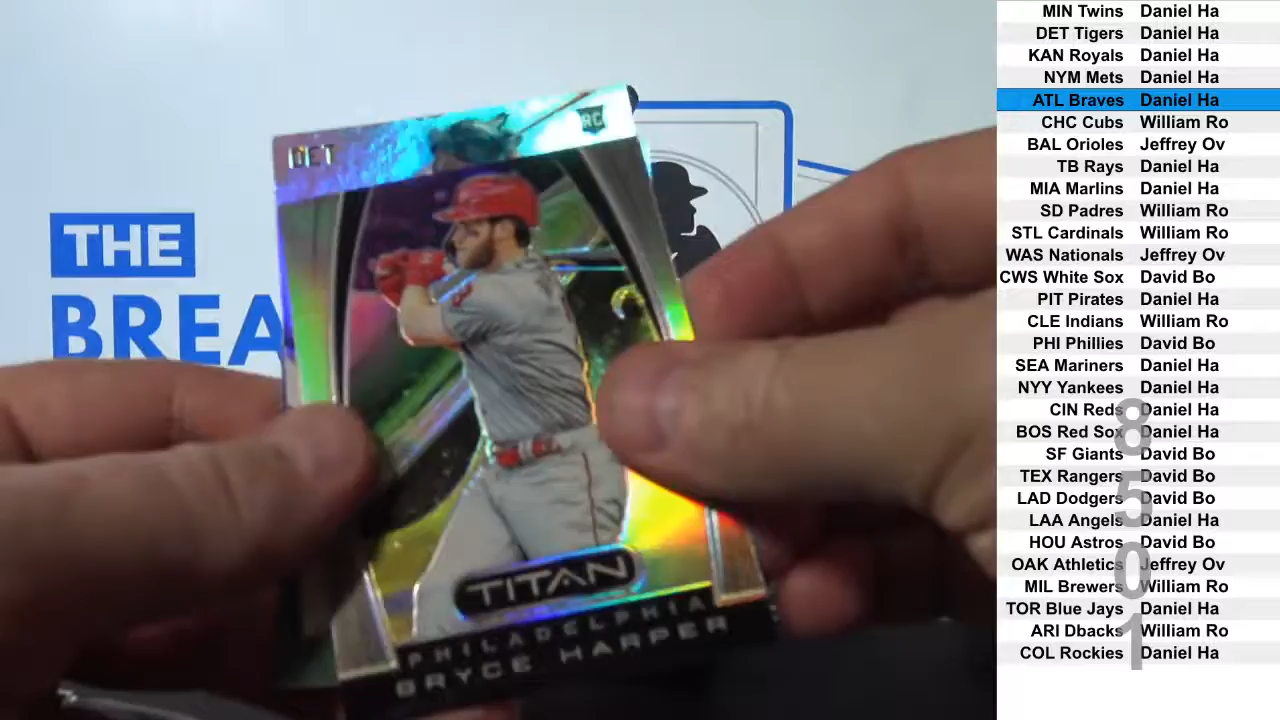 THE
BREA
DET
RC
TITAN
PHILADELPHIA
BRYCE HARPER
MIN Twins Daniel Ha
DET Tigers Daniel Ha
KAN Royals Daniel Ha
NYM Mets Daniel Ha
ATL Braves Daniel Ha
CHC Cubs William Ro
BAL Orioles Jeffrey Ov
TB Rays Daniel Ha
MIA Marlins Daniel Ha
SD Padres William Ro
STL Cardinals William Ro
WAS Nationals Jeffrey Ov
CWS White Sox David Bo
PIT Pirates Daniel Ha
CLE Indians William Ro
PHI Phillies David Bo
SEA Mariners Daniel Ha
NYY Yankees Daniel Ha
CIN Reds Daniel Ha
BOS Red Sox Daniel Ha
SF Giants David Bo
TEX Rangers David Bo
LAD Dodgers David Bo
LAA Angels Daniel Ha
HOU Astros David Bo
OAK Athletics Jeffrey Ov
MIL Brewers William Ro
TOR Blue Jays Daniel Ha
ARI Dbacks William Ro
COL Rockies Daniel Ha
8501